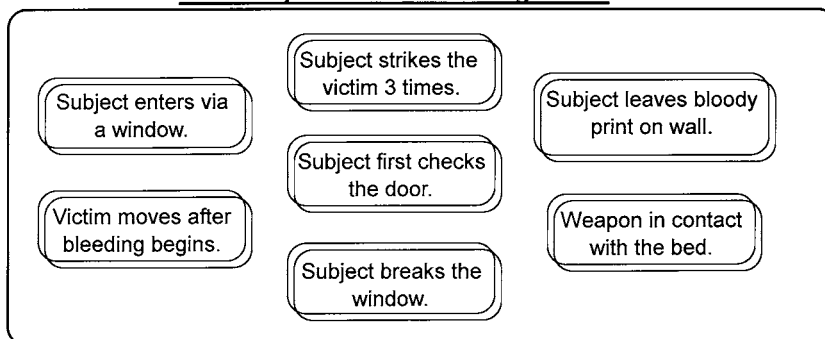 Subject enters via
a window.
Victim moves after
bleeding begins.
Subject strikes the
victim 3 times.
Subject first checks
the door.
Subject breaks the
window.
Subject leaves bloody
print on wall.
Weapon in contact
with the bed.